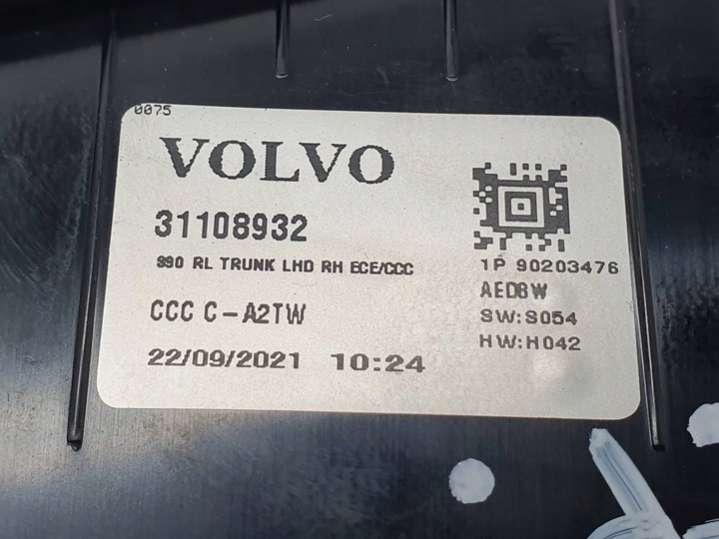 0075
VOLVO
31108932
S90 RL TRUNK LHD RH ECE/CCC
CCC C-A2TW
22/09/2021 10:24
1P 90203476
AEDBW
SW:S054
HW:H042